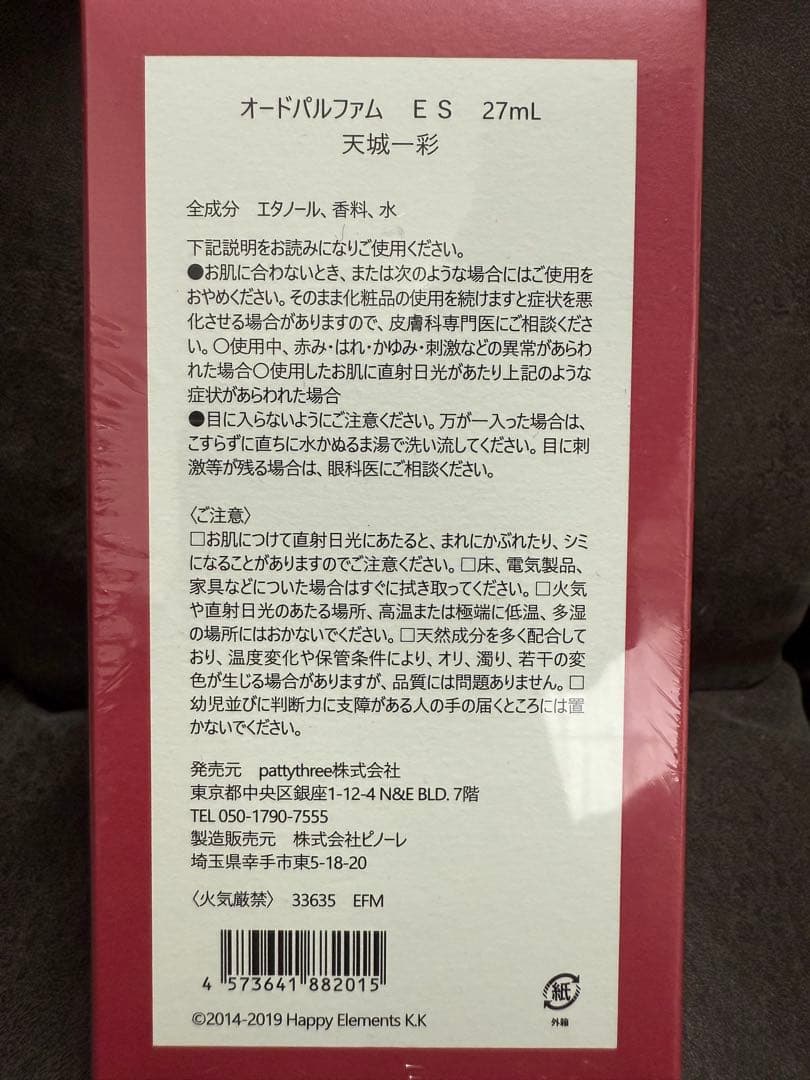 オードパルファム　ＥＳ　27mL
天城一彩
全成分　エタノール、香料、水
下記説明をお読みになりご使用ください。
●お肌に合わないとき、または次のような場合にはご使用を
おやめください。そのまま化粧品の使用を続けますと症状を悪
化させる場合がありますので、皮膚科専門医にご相談くださ
い。〇使用中、赤み・はれ・かゆみ・刺激などの異常があらわ
れた場合〇使用したお肌に直射日光があたり上記のような
症状があらわれた場合
●目に入らないようにご注意ください。万が一入った場合は、
こすらずに直ちに水かぬるま湯で洗い流してください。目に刺
激等が残る場合は、眼科医にご相談ください。
〈ご注意〉
□お肌につけて直射日光にあたると、まれにかぶれたり、シミ
になることがありますのでご注意ください。□床、電気製品、
家具などについた場合はすぐに拭き取ってください。□火気
や直射日光のあたる場所、高温または極端に低温、多湿
の場所にはおかないでください。□天然成分を多く配合して
おり、温度変化や保管条件により、オリ、濁り、若干の変
色が生じる場合がありますが、品質には問題ありません。□
幼児並びに判断力に支障がある人の手の届くところには置
かないでください。
発売元　pattythree株式会社
東京都中央区銀座1-12-4 N&E BLD. 7階
TEL 050-1790-7555
製造販売元　株式会社ピノーレ
埼玉県幸手市東5-18-20
〈火気厳禁〉　33635　EFM
4 573641 882015
紙
外箱
©2014-2019 Happy Elements K.K